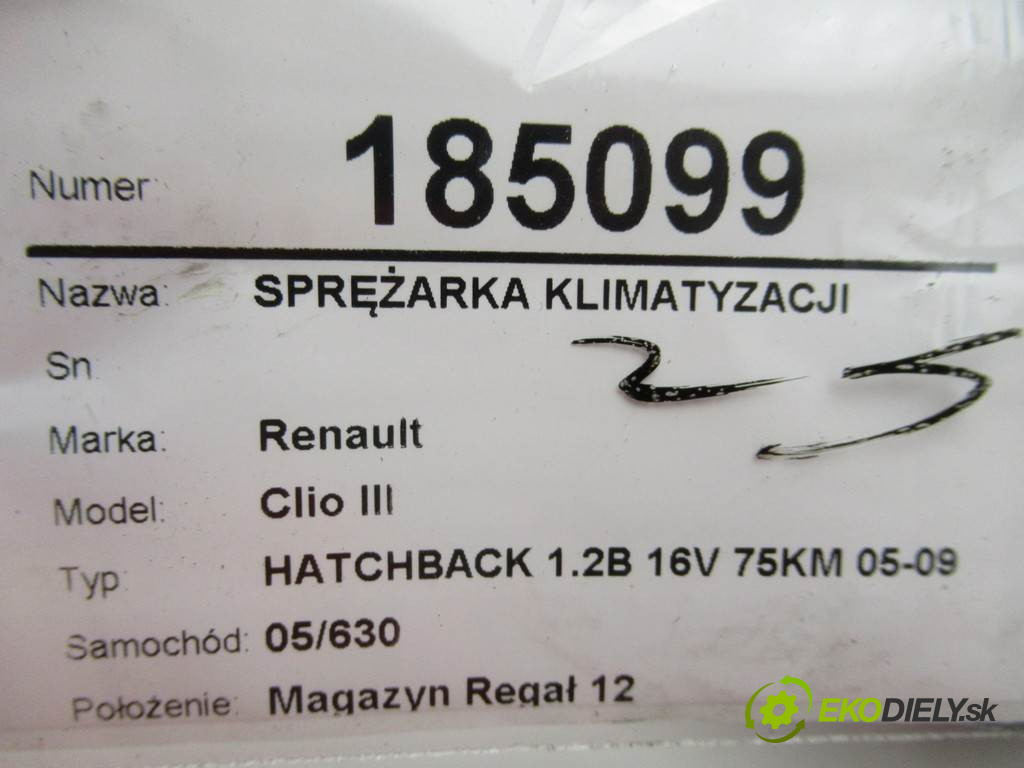 Numer: 185099
Nazwa: SPRĘŻARKA KLIMATYZACJI
Sn:
25
Marka: Renault
Model: Clio III
Typ: HATCHBACK 1.2B 16V 75KM 05-09
Samochód: 05/630
Położenie: Magazyn Regał 12
EKODIELY.sk